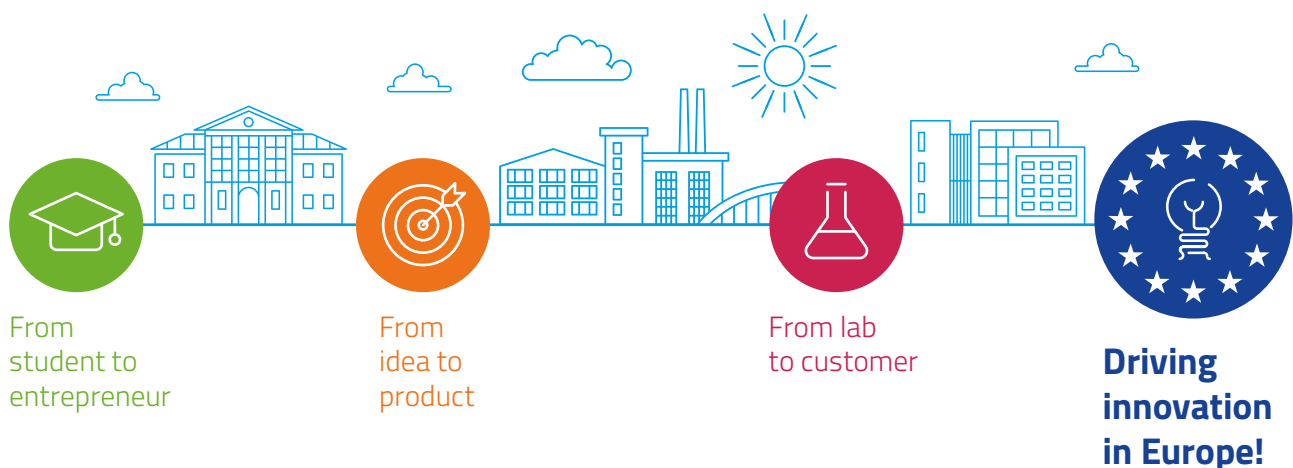 From
student to
entrepreneur
From
idea to
product
From lab
to customer
Driving
innovation
in Europe!